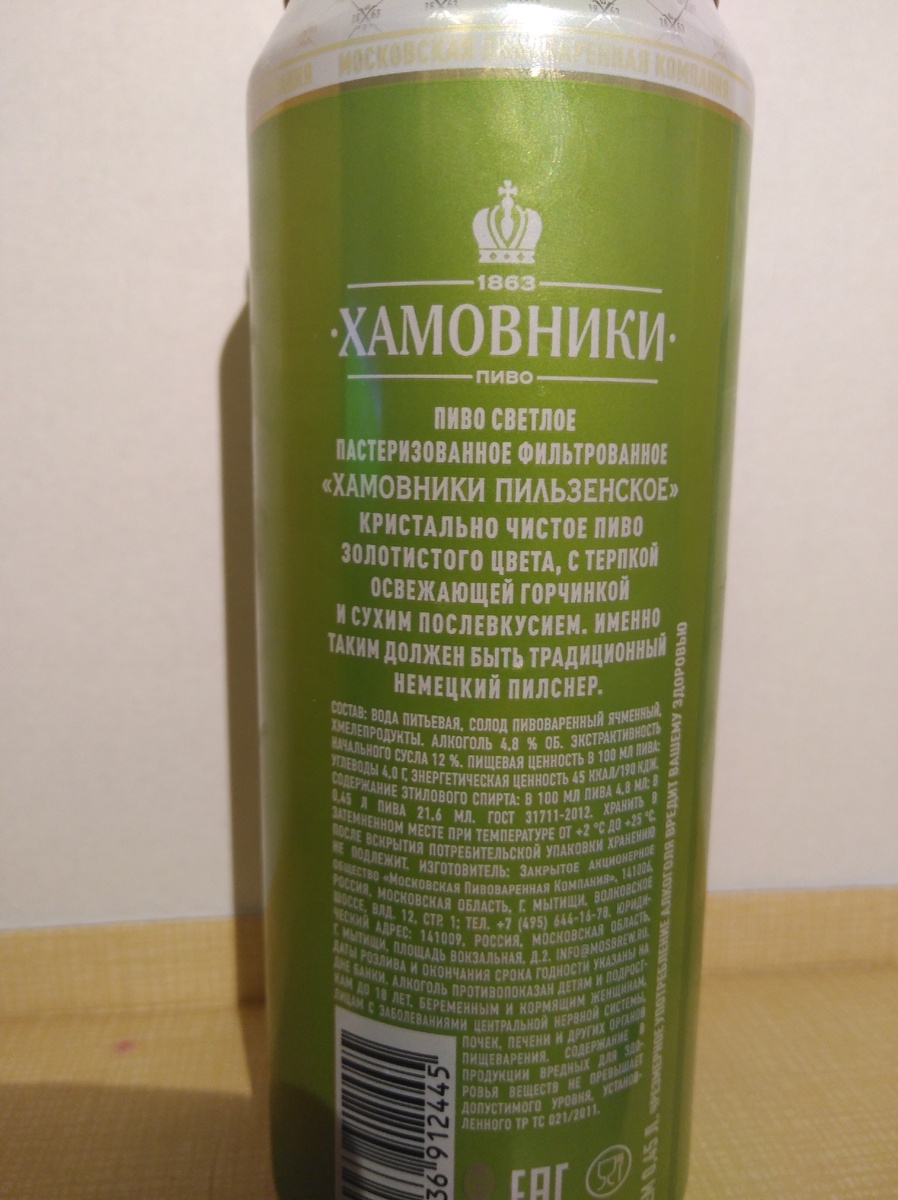 МОСКОВСКАЯ ПИВОВАРЕННАЯ КОМПАНИЯ
1863
·ХАМОВНИКИ·
ПИВО
ПИВО СВЕТЛОЕ
ПАСТЕРИЗОВАННОЕ ФИЛЬТРОВАННОЕ
«ХАМОВНИКИ ПИЛЬЗЕНСКОЕ»
КРИСТАЛЬНО ЧИСТОЕ ПИВО
ЗОЛОТИСТОГО ЦВЕТА, С ТЕРПКОЙ
ОСВЕЖАЮЩЕЙ ГОРЧИНКОЙ
И СУХИМ ПОСЛЕВКУСИЕМ. ИМЕННО
ТАКИМ ДОЛЖЕН БЫТЬ ТРАДИЦИОННЫЙ
НЕМЕЦКИЙ ПИЛСНЕР.
СОСТАВ: ВОДА ПИТЬЕВАЯ, СОЛОД ПИВОВАРЕННЫЙ ЯЧМЕННЫЙ,
ХМЕЛЕПРОДУКТЫ. АЛКОГОЛЬ 4,8 % ОБ. ЭКСТРАКТИВНОСТЬ
НАЧАЛЬНОГО СУСЛА 12 %. ПИЩЕВАЯ ЦЕННОСТЬ В 100 МЛ ПИВА:
УГЛЕВОДЫ 4,0 Г, ЭНЕРГЕТИЧЕСКАЯ ЦЕННОСТЬ 45 ККАЛ/190 КДЖ.
СОДЕРЖАНИЕ ЭТИЛОВОГО СПИРТА: В 100 МЛ ПИВА 4,8 МЛ; В
0,45 Л ПИВА 21,6 МЛ. ГОСТ 31711-2012. ХРАНИТЬ В
ЗАТЕМНЕННОМ МЕСТЕ ПРИ ТЕМПЕРАТУРЕ ОТ +2 °С ДО +25 °С.
ПОСЛЕ ВСКРЫТИЯ ПОТРЕБИТЕЛЬСКОЙ УПАКОВКИ ХРАНЕНИЮ
НЕ ПОДЛЕЖИТ. ИЗГОТОВИТЕЛЬ: ЗАКРЫТОЕ АКЦИОНЕРНОЕ
ОБЩЕСТВО «МОСКОВСКАЯ ПИВОВАРЕННАЯ КОМПАНИЯ», 141006,
РОССИЯ, МОСКОВСКАЯ ОБЛАСТЬ, Г. МЫТИЩИ, ВОЛКОВСКОЕ
ШОССЕ, ВЛД. 12, СТР. 1; ТЕЛ. +7 (495) 644-16-70. ЮРИДИ-
ЧЕСКИЙ АДРЕС: 141009, РОССИЯ, МОСКОВСКАЯ ОБЛАСТЬ,
Г. МЫТИЩИ, ПЛОЩАДЬ ВОКЗАЛЬНАЯ, Д.2. INFO@MOSBREW.RU.
ДАТЫ РОЗЛИВА И ОКОНЧАНИЯ СРОКА ГОДНОСТИ УКАЗАНЫ НА
ДНЕ БАНКИ. АЛКОГОЛЬ ПРОТИВОПОКАЗАН ДЕТЯМ И ПОДРОСТ-
КАМ ДО 18 ЛЕТ, БЕРЕМЕННЫМ И КОРМЯЩИМ ЖЕНЩИНАМ,
ЛИЦАМ С ЗАБОЛЕВАНИЯМИ ЦЕНТРАЛЬНОЙ НЕРВНОЙ СИСТЕМЫ,
ПОЧЕК, ПЕЧЕНИ И ДРУГИХ ОРГАНОВ
ПИЩЕВАРЕНИЯ. СОДЕРЖАНИЕ В
ПРОДУКЦИИ ВРЕДНЫХ ДЛЯ ЗДО-
РОВЬЯ ВЕЩЕСТВ НЕ ПРЕВЫШАЕТ
ДОПУСТИМОГО УРОВНЯ, УСТАНОВ-
ЛЕННОГО ТР ТС 021/2011.
36 912445
EAC
0,45 Л. ЧРЕЗМЕРНОЕ УПОТРЕБЛЕНИЕ АЛКОГОЛЯ ВРЕДИТ ВАШЕМУ ЗДОРОВЬЮ